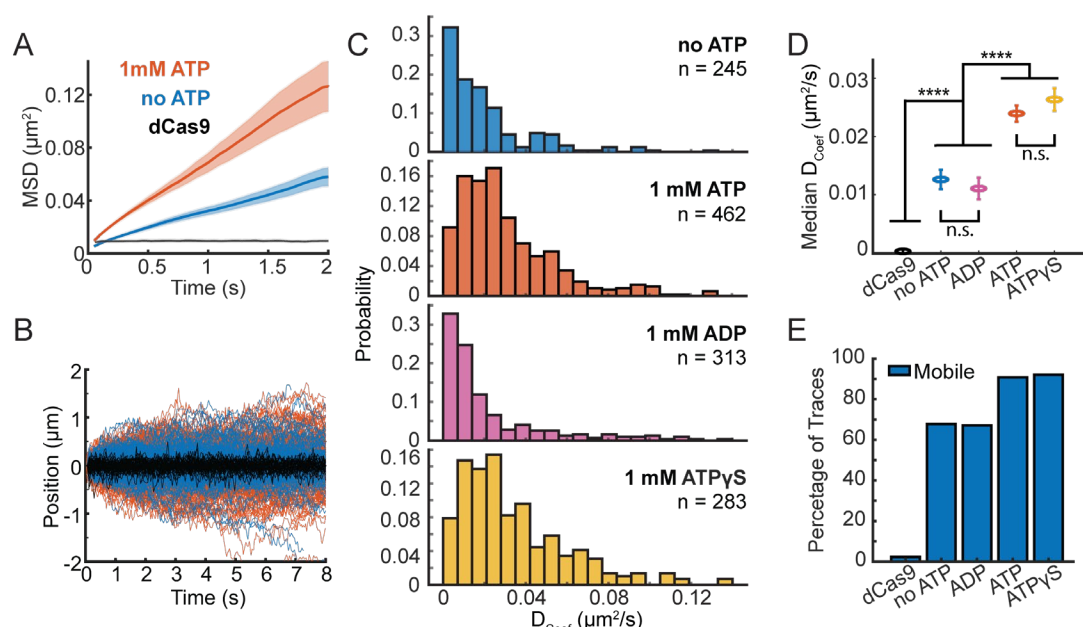 A
1mM ATP
no ATP
dCas9
MSD (µm²)
0.12
0.08
0.04
0
0
0.5
1
1.5
2
Time (s)
B
Position (µm)
2
1
0
-1
-2
0
1
2
3
4
5
6
7
8
Time (s)
C
Probability
no ATP
n = 245
0.3
0.2
0.1
0
1 mM ATP
n = 462
0.16
0.12
0.08
0.04
0
1 mM ADP
n = 313
0.3
0.2
0.1
0
1 mM ATPγS
n = 283
0.16
0.12
0.08
0.04
0
0
0.04
0.08
0.12
D_Coef (µm²/s)
D
Median D_Coef (µm²/s)
0.03
0.02
0.01
0
****
****
n.s.
n.s.
dCas9
no ATP
ADP
ATP
ATPγS
E
Percetage of Traces
100
80
60
40
20
0
Mobile
dCas9
no ATP
ADP
ATP
ATPγS